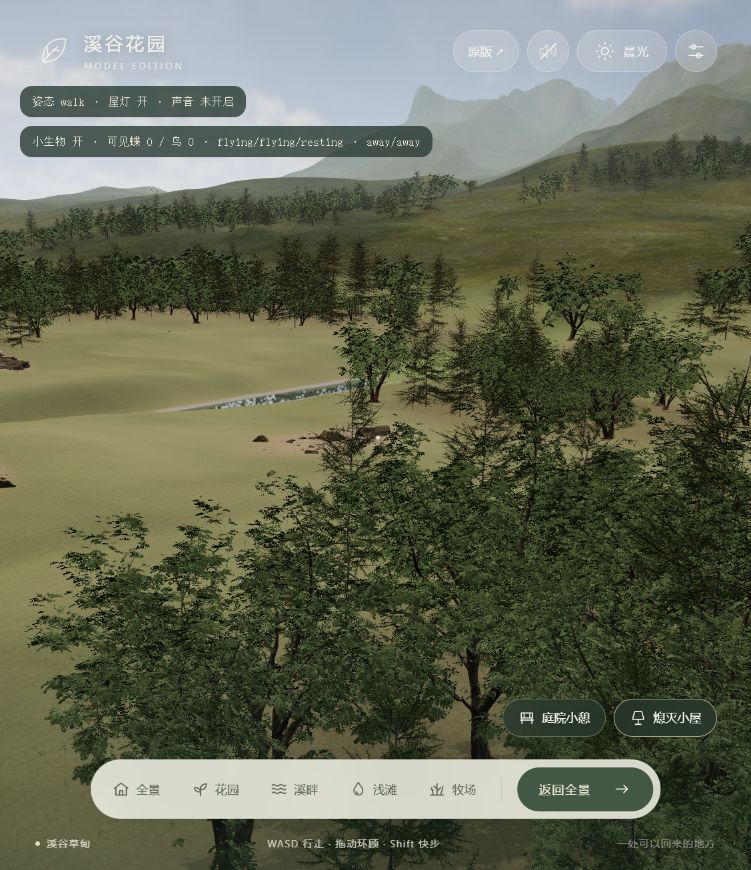 溪谷花园
MODEL EDITION
原版 ↗
晨光
姿态 walk · 屋灯 开 · 声音 未开启
小生物 开 · 可见蝶 0 / 鸟 0 · flying/flying/resting · away/away
庭院小憩
熄灭小屋
全景
花园
溪畔
浅滩
牧场
返回全景 →
溪谷草甸
WASD 行走 · 拖动环顾 · Shift 快步
一处可以回来的地方